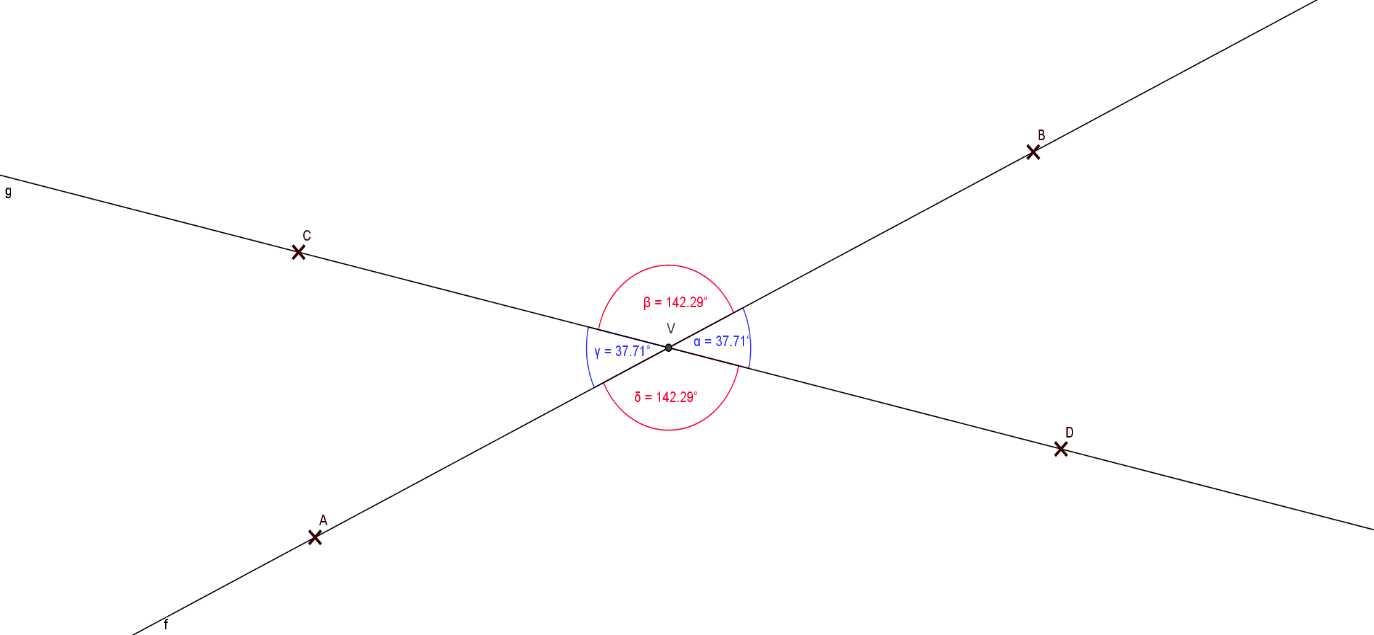 B
g
C
β = 142.29°
V
α = 37.71°
γ = 37.71°
δ = 142.29°
D
A
f